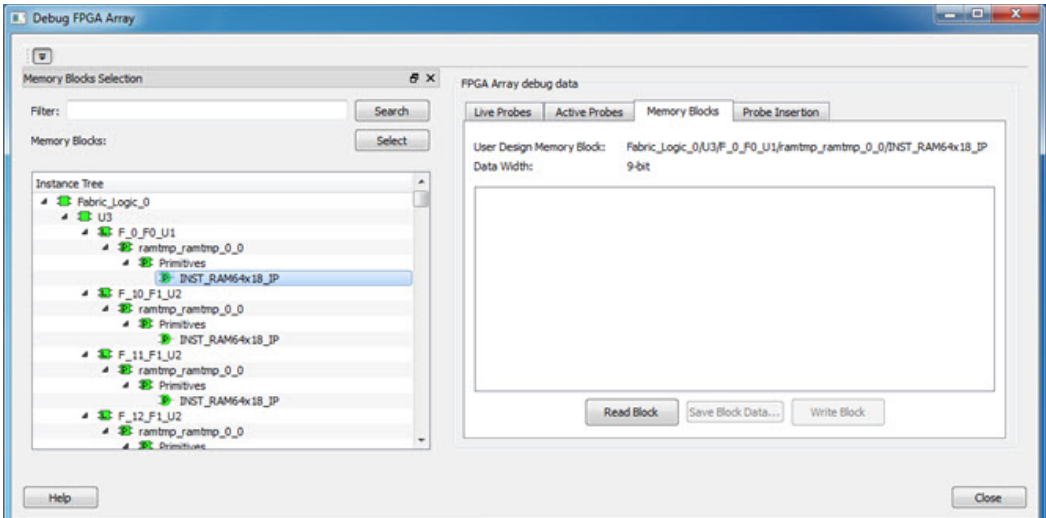 Debug FPGA Array
Memory Blocks Selection
Filter:
Search
Memory Blocks:
Select
Instance Tree
Fabric_Logic_0
U3
F_0_F0_U1
ramtmp_ramtmp_0_0
Primitives
INST_RAM64x18_IP
F_10_F1_U2
ramtmp_ramtmp_0_0
Primitives
INST_RAM64x18_IP
F_11_F1_U2
ramtmp_ramtmp_0_0
Primitives
INST_RAM64x18_IP
F_12_F1_U2
ramtmp_ramtmp_0_0
Primitives
FPGA Array debug data
Live Probes Active Probes Memory Blocks Probe Insertion
User Design Memory Block: Fabric_Logic_0/U3/F_0_F0_U1/ramtmp_ramtmp_0_0/INST_RAM64x18_IP
Data Width: 9-bit
Read Block Save Block Data... Write Block
Help Close